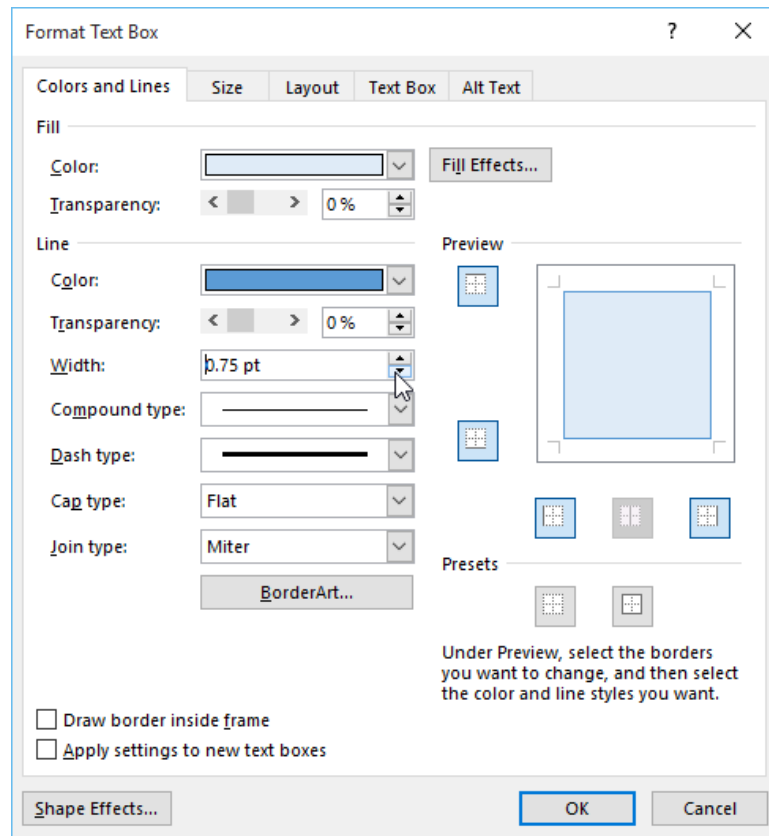 Format Text Box ?
Colors and Lines Size Layout Text Box Alt Text
Fill
Color: Fill Effects...
Transparency: 0 %
Line Preview
Color:
Transparency: 0 %
Width: 0.75 pt
Compound type:
Dash type:
Cap type: Flat
Join type: Miter
Presets
BorderArt...
Under Preview, select the borders
you want to change, and then select
the color and line styles you want.
Draw border inside frame
Apply settings to new text boxes
Shape Effects... OK Cancel